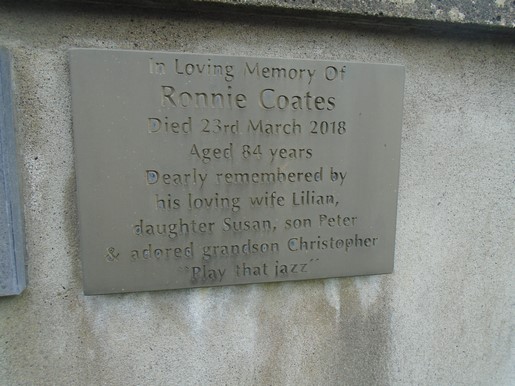 In Loving Memory Of
Ronnie Coates
Died 23rd March 2018
Aged 84 years
Dearly remembered by
his loving wife Lilian,
daughter Susan, son Peter
& adored grandson Christopher
"Play that jazz"